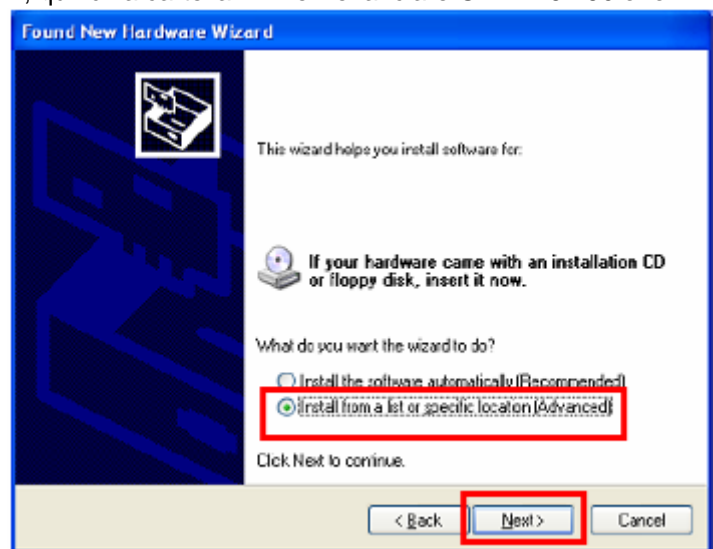 Found New Hardware Wizard
This wizard helps you install software for:
If your hardware came with an installation CD
or floppy disk, insert it now.
What do you want the wizard to do?
Install the software automatically (Recommended)
Install from a list or specific location (Advanced)
Click Next to continue.
< Back
Next >
Cancel